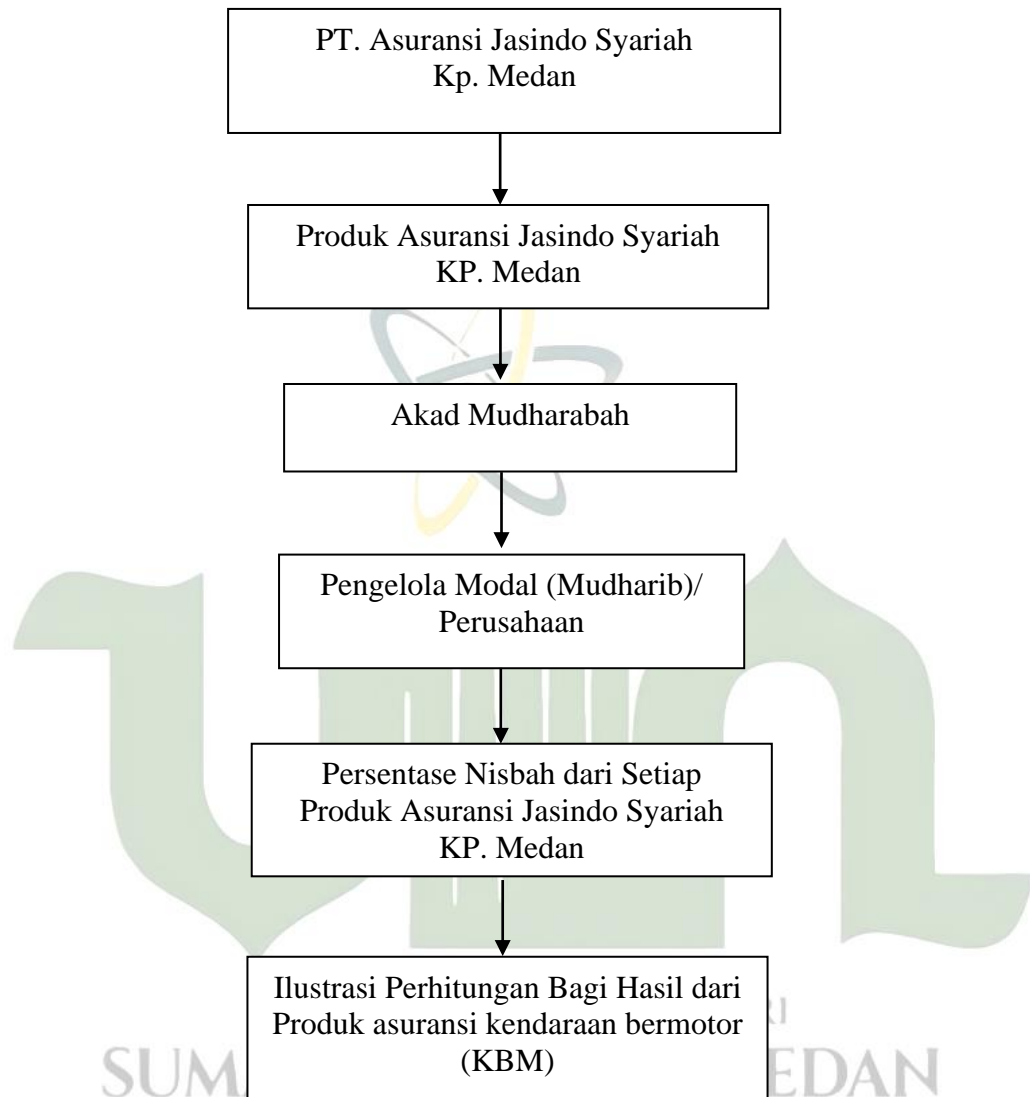 PT. Asuransi Jasindo Syariah
Kp. Medan
Produk Asuransi Jasindo Syariah
KP. Medan
Akad Mudharabah
Pengelola Modal (Mudharib)/
Perusahaan
Persentase Nisbah dari Setiap
Produk Asuransi Jasindo Syariah
KP. Medan
Ilustrasi Perhitungan Bagi Hasil dari
Produk asuransi kendaraan bermotor
(KBM)